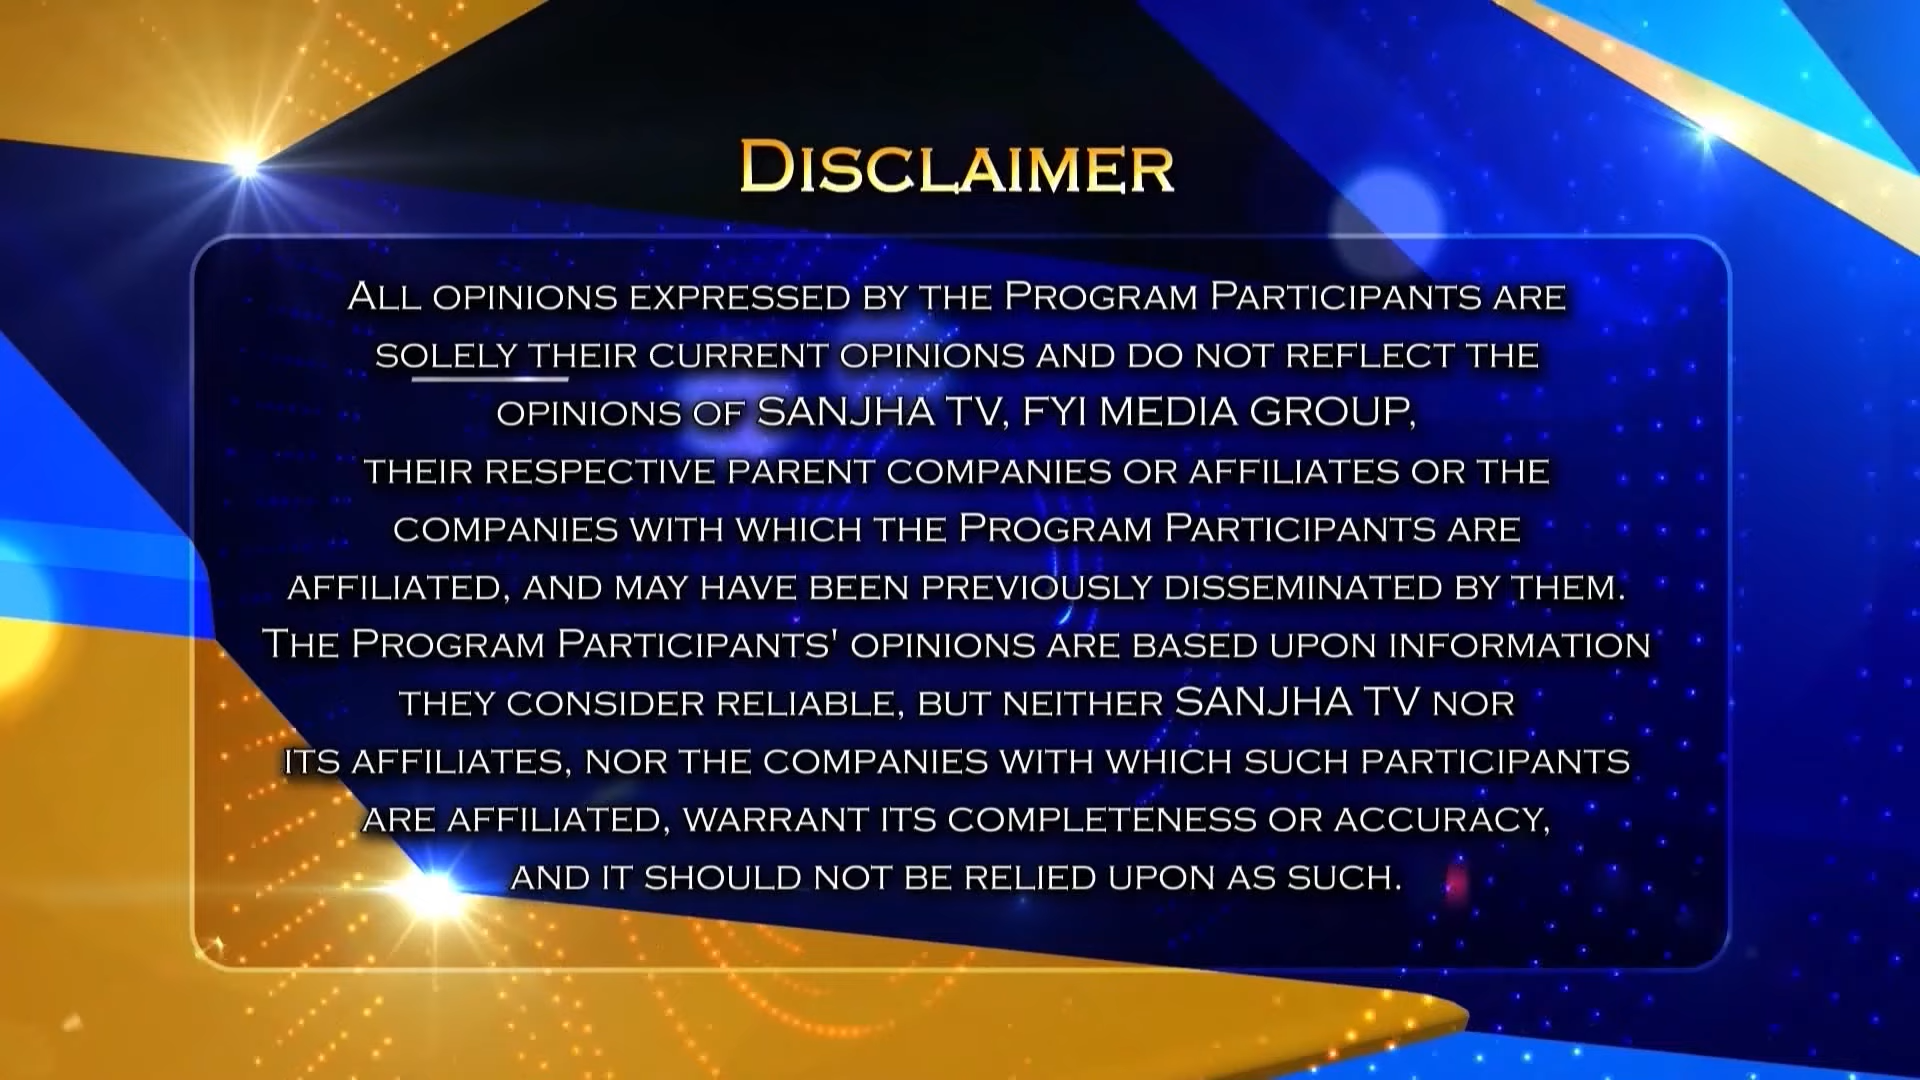 DISCLAIMER
ALL OPINIONS EXPRESSED BY THE PROGRAM PARTICIPANTS ARE
SOLELY THEIR CURRENT OPINIONS AND DO NOT REFLECT THE
OPINIONS OF SANJHA TV, FYI MEDIA GROUP,
THEIR RESPECTIVE PARENT COMPANIES OR AFFILIATES OR THE
COMPANIES WITH WHICH THE PROGRAM PARTICIPANTS ARE
AFFILIATED, AND MAY HAVE BEEN PREVIOUSLY DISSEMINATED BY THEM.
THE PROGRAM PARTICIPANTS' OPINIONS ARE BASED UPON INFORMATION
THEY CONSIDER RELIABLE, BUT NEITHER SANJHA TV NOR
ITS AFFILIATES, NOR THE COMPANIES WITH WHICH SUCH PARTICIPANTS
ARE AFFILIATED, WARRANT ITS COMPLETENESS OR ACCURACY,
AND IT SHOULD NOT BE RELIED UPON AS SUCH.